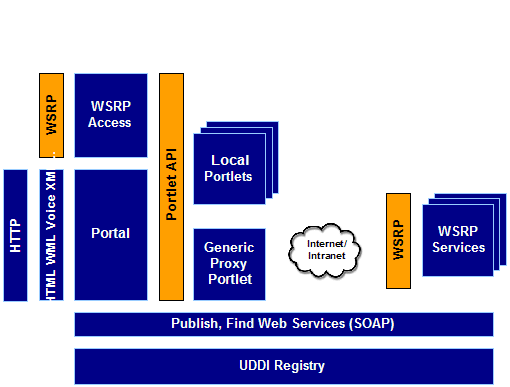 WSRP
WSRP
Access
Portlet API
Local
Portlets
HTTP
HTML WML Voice XM
Portal
Generic
Proxy
Portlet
Internet/
Intranet
WSRP
WSRP
Services
Publish, Find Web Services (SOAP)
UDDI Registry